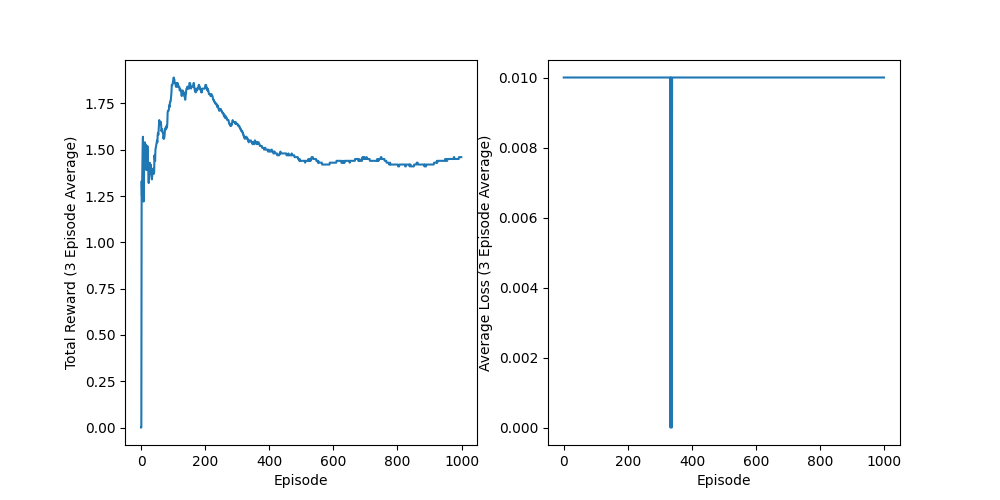 Total Reward (3 Episode Average)
1.75
1.50
1.25
1.00
0.75
0.50
0.25
0.00
0 200 400 600 800 1000
Episode
Average Loss (3 Episode Average)
0.010
0.008
0.006
0.004
0.002
0.000
0 200 400 600 800 1000
Episode